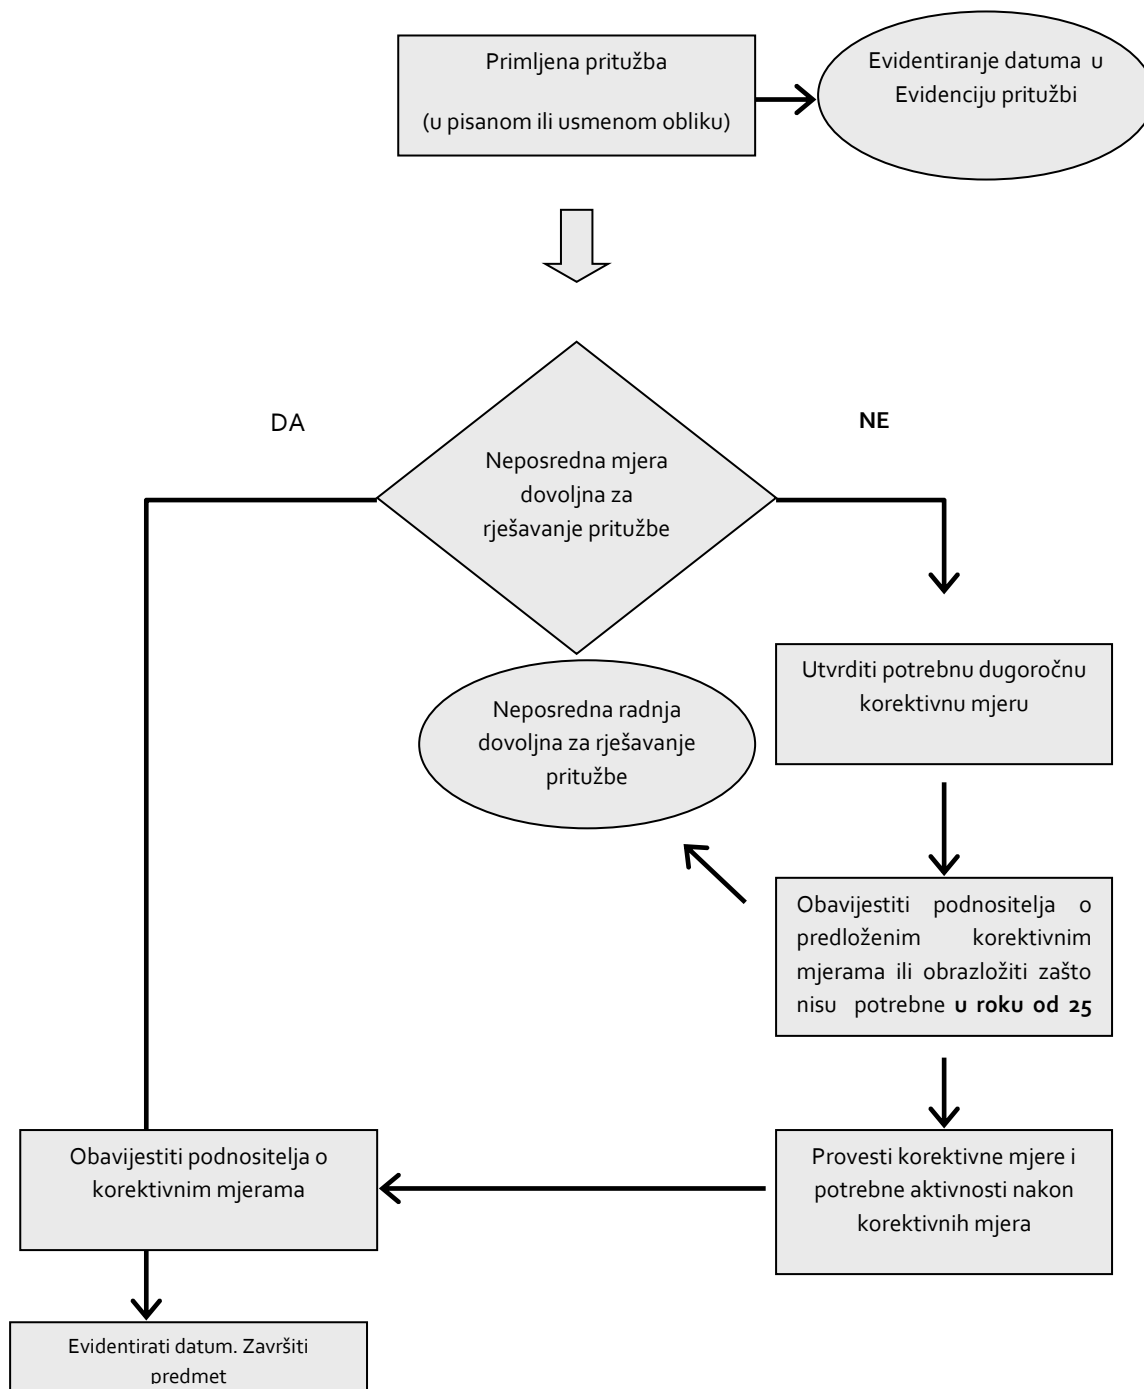 Primljena pritužba
(u pisanom ili usmenom obliku)
Evidentiranje datuma u
Evidenciju pritužbi
DA
NE
Neposredna mjera
dovoljna za
rješavanje pritužbe
Utvrditi potrebnu dugoročnu
korektivnu mjeru
Neposredna radnja
dovoljna za rješavanje
pritužbe
Obavijestiti podnositelja o
predloženim korektivnim
mjerama ili obrazložiti zašto
nisu potrebne u roku od 25
Obavijestiti podnositelja o
korektivnim mjerama
Provesti korektivne mjere i
potrebne aktivnosti nakon
korektivnih mjera
Evidentirati datum. Završiti
predmet